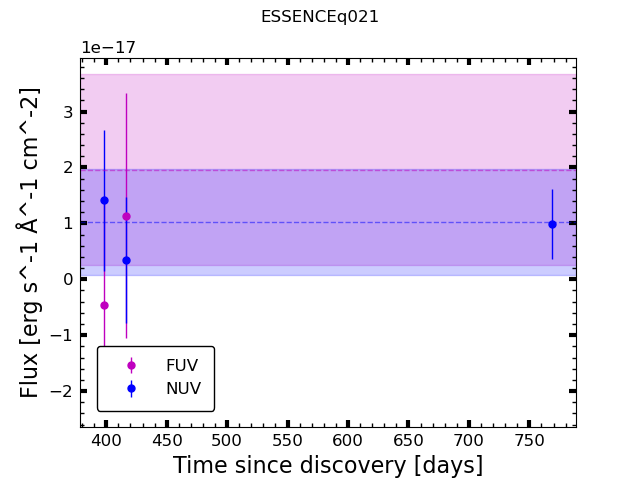 ESSENCEq021
1e−17
Flux [erg s^-1 Å^-1 cm^-2]
3
2
1
0
−1
−2
FUV
NUV
400 450 500 550 600 650 700 750
Time since discovery [days]